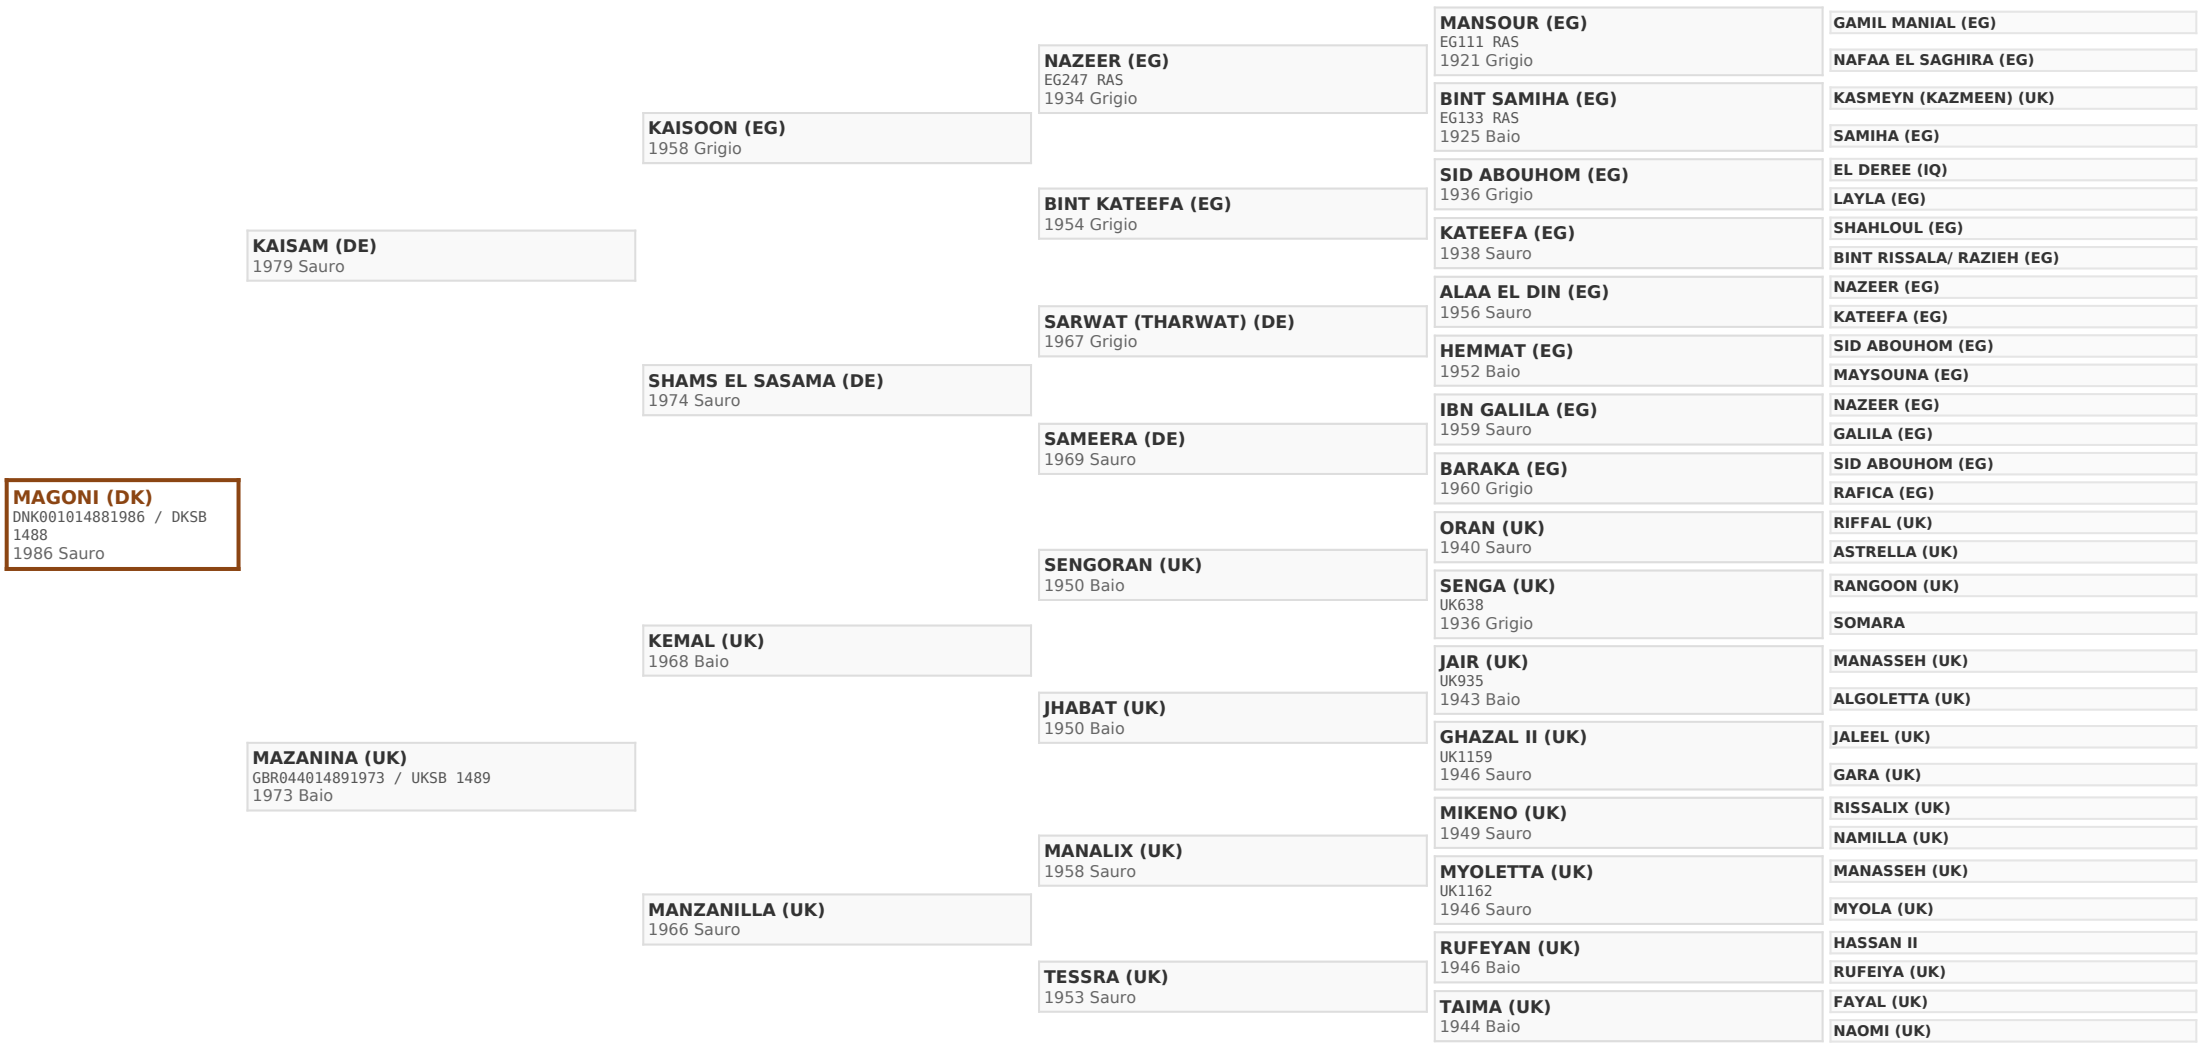 MAGONI (DK)
DNK001014881986 / DKSB
1488
1986 Sauro
KAISAM (DE)
1979 Sauro
MAZANINA (UK)
GBR044014891973 / UKSB 1489
1973 Baio
KAISOON (EG)
1958 Grigio
SHAMS EL SASAMA (DE)
1974 Sauro
KEMAL (UK)
1968 Baio
MANZANILLA (UK)
1966 Sauro
NAZEER (EG)
EG247 RAS
1934 Grigio
BINT KATEEFA (EG)
1954 Grigio
SARWAT (THARWAT) (DE)
1967 Grigio
SAMEERA (DE)
1969 Sauro
SENGORAN (UK)
1950 Baio
JHABAT (UK)
1950 Baio
MANALIX (UK)
1958 Sauro
TESSRA (UK)
1953 Sauro
MANSOUR (EG)
EG111 RAS
1921 Grigio
BINT SAMIHA (EG)
EG133 RAS
1925 Baio
SID ABOUHOM (EG)
1936 Grigio
KATEEFA (EG)
1938 Sauro
ALAA EL DIN (EG)
1956 Sauro
HEMMAT (EG)
1952 Baio
IBN GALILA (EG)
1959 Sauro
BARAKA (EG)
1960 Grigio
ORAN (UK)
1940 Sauro
SENGA (UK)
UK638
1936 Grigio
JAIR (UK)
UK935
1943 Baio
GHAZAL II (UK)
UK1159
1946 Sauro
MIKENO (UK)
1949 Sauro
MYOLETTA (UK)
UK1162
1946 Sauro
RUFEYAN (UK)
1946 Baio
TAIMA (UK)
1944 Baio
GAMIL MANIAL (EG)
NAFAA EL SAGHIRA (EG)
KASMEYN (KAZMEEN) (UK)
SAMIHA (EG)
EL DEREE (IQ)
LAYLA (EG)
SHAHLOUL (EG)
BINT RISSALA/ RAZIEH (EG)
NAZEER (EG)
KATEEFA (EG)
SID ABOUHOM (EG)
MAYSOUNA (EG)
NAZEER (EG)
GALILA (EG)
SID ABOUHOM (EG)
RAFICA (EG)
RIFFAL (UK)
ASTRELLA (UK)
RANGOON (UK)
SOMARA
MANASSEH (UK)
ALGOLETTA (UK)
JALEEL (UK)
GARA (UK)
RISSALIX (UK)
NAMILLA (UK)
MANASSEH (UK)
MYOLA (UK)
HASSAN II
RUFEIYA (UK)
FAYAL (UK)
NAOMI (UK)